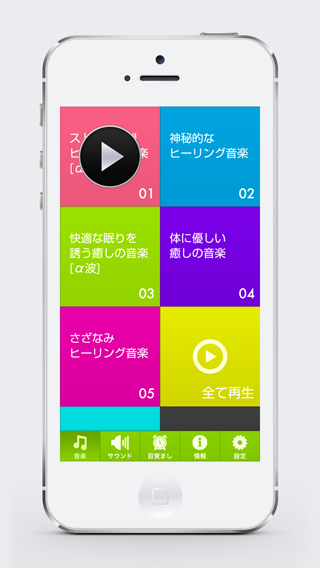 スト
ヒー 音楽
[α
01
神秘的な
ヒーリング音楽
02
快適な眠りを
誘う癒しの音楽
[α波]
03
体に優しい
癒しの音楽
04
さざなみ
ヒーリング音楽
05
全て再生
音楽
サウンド
目覚まし
情報
設定